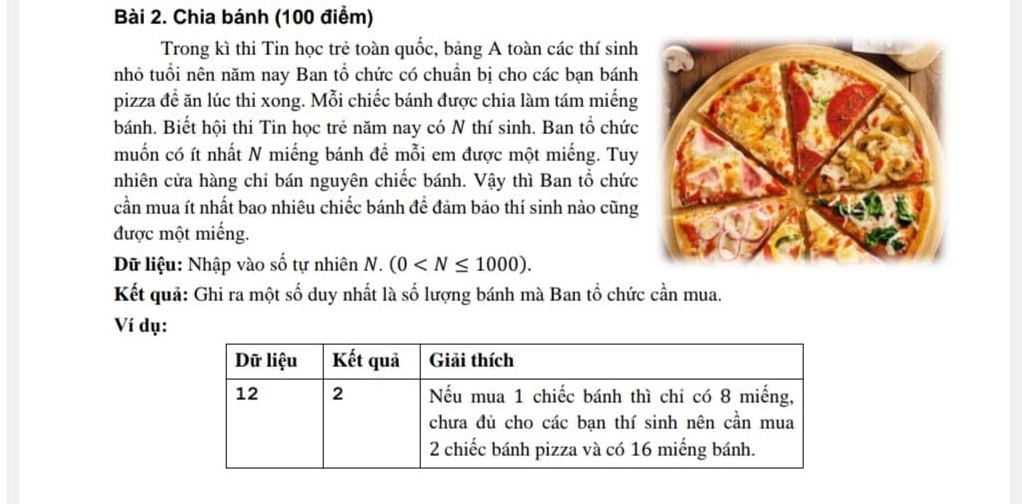 Bài 2. Chia bánh (100 điểm)
Trong kì thi Tin học trẻ toàn quốc, bảng A toàn các thí sinh
nhỏ tuổi nên năm nay Ban tổ chức có chuẩn bị cho các bạn bánh
pizza để ăn lúc thi xong. Mỗi chiếc bánh được chia làm tám miếng
bánh. Biết hội thi Tin học trẻ năm nay có N thí sinh. Ban tổ chức
muốn có ít nhất N miếng bánh để mỗi em được một miếng. Tuy
nhiên cửa hàng chỉ bán nguyên chiếc bánh. Vậy thì Ban tổ chức
cần mua ít nhất bao nhiêu chiếc bánh để đảm bảo thí sinh nào cũng
được một miếng.
Dữ liệu: Nhập vào số tự nhiên N. (0 < N ≤ 1000).
Kết quả: Ghi ra một số duy nhất là số lượng bánh mà Ban tổ chức cần mua.
Ví dụ:
Dữ liệu Kết quả Giải thích
12 2 Nếu mua 1 chiếc bánh thì chỉ có 8 miếng,
chưa đủ cho các bạn thí sinh nên cần mua
2 chiếc bánh pizza và có 16 miếng bánh.